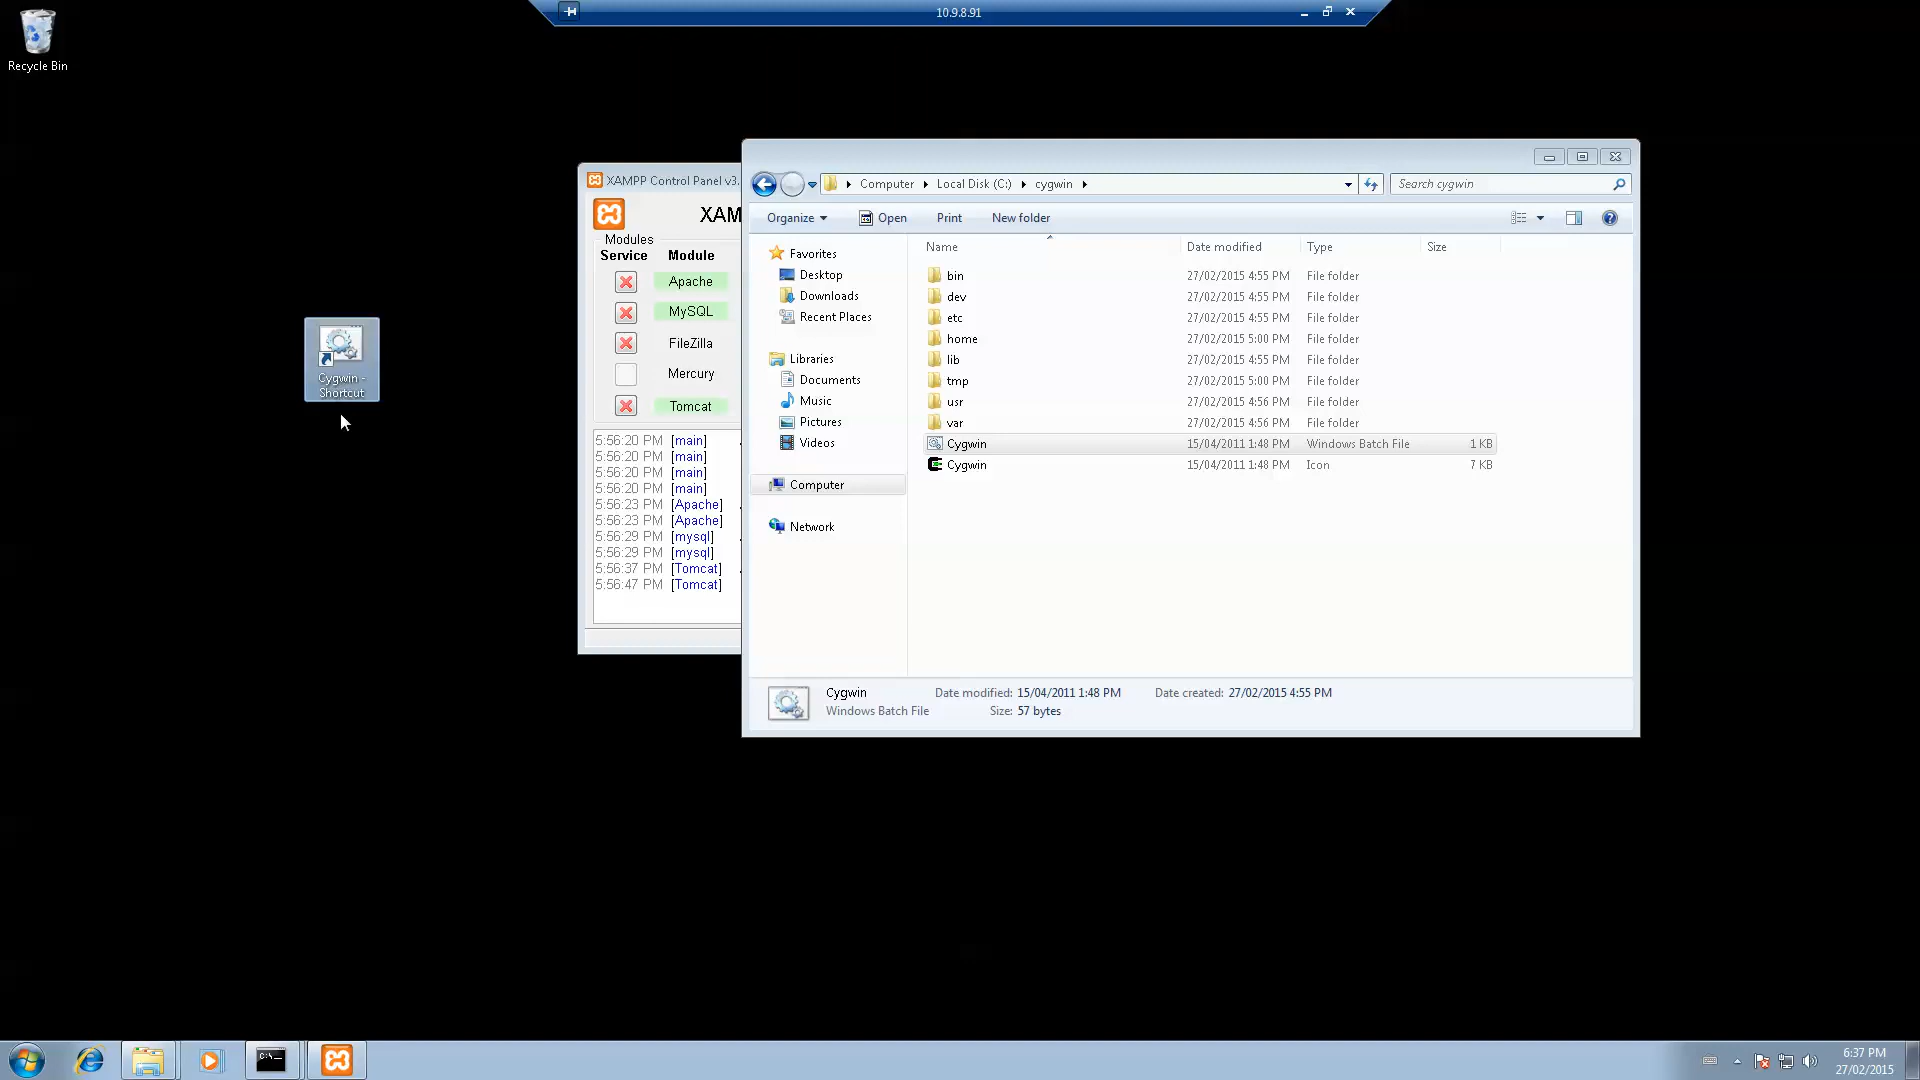 10.9.8.91
Recycle Bin
Cygwin -
Shortcut
XAMPP Control Panel v3.
XAM
Modules
Service Module
Apache
MySQL
FileZilla
Mercury
Tomcat
5:56:20 PM [main]
5:56:20 PM [main]
5:56:20 PM [main]
5:56:20 PM [main]
5:56:23 PM [Apache]
5:56:23 PM [Apache]
5:56:29 PM [mysql]
5:56:29 PM [mysql]
5:56:37 PM [Tomcat]
5:56:47 PM [Tomcat]
Computer Local Disk (C:) cygwin
Search cygwin
Organize Open Print New folder
Favorites
Desktop
Downloads
Recent Places
Libraries
Documents
Music
Pictures
Videos
Computer
Network
Name Date modified Type Size
bin 27/02/2015 4:55 PM File folder
dev 27/02/2015 4:55 PM File folder
etc 27/02/2015 4:55 PM File folder
home 27/02/2015 5:00 PM File folder
lib 27/02/2015 4:55 PM File folder
tmp 27/02/2015 5:00 PM File folder
usr 27/02/2015 4:56 PM File folder
var 27/02/2015 4:56 PM File folder
Cygwin 15/04/2011 1:48 PM Windows Batch File 1 KB
Cygwin 15/04/2011 1:48 PM Icon 7 KB
Cygwin Date modified: 15/04/2011 1:48 PM Date created: 27/02/2015 4:55 PM
Windows Batch File Size: 57 bytes
C:\_
6:37 PM
27/02/2015